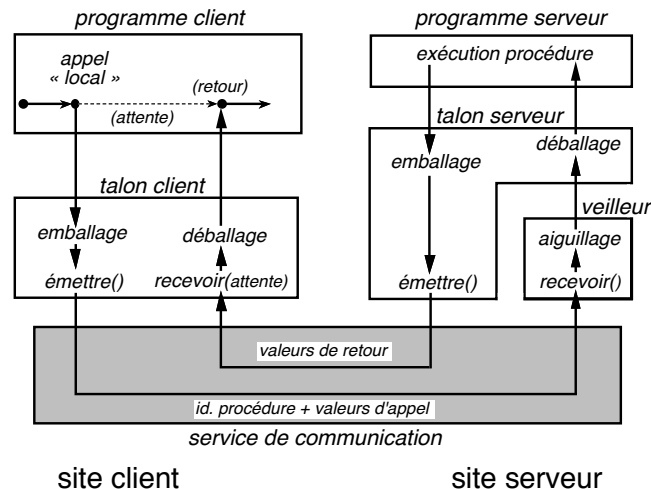 programme client
programme serveur
appel
« local »
(retour)
(attente)
exécution procédure
talon serveur
emballage
déballage
talon client
veilleur
emballage
déballage
aiguillage
émettre()
recevoir(attente)
émettre()
recevoir()
valeurs de retour
id. procédure + valeurs d'appel
service de communication
site client
site serveur